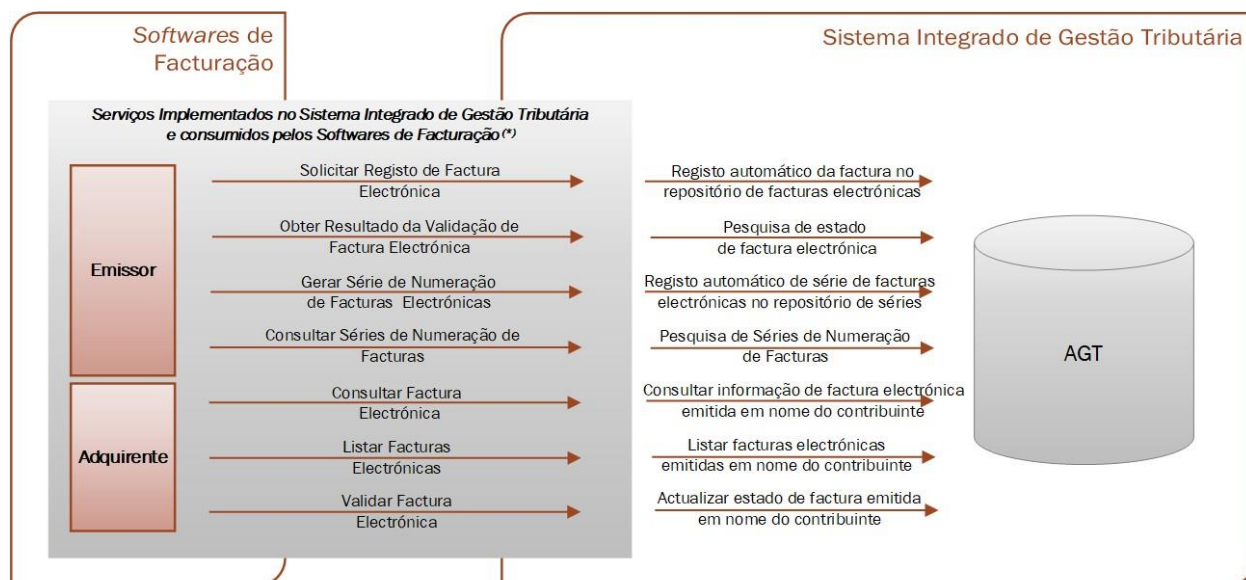 Softwares de
Facturação
Sistema Integrado de Gestão Tributária
Serviços Implementados no Sistema Integrado de Gestão Tributária
e consumidos pelos Softwares de Facturação(*)
Emissor
Solicitar Registo de Factura
Electrónica
Registo automático da factura no
repositório de facturas electrónicas
Obter Resultado da Validação de
Factura Electrónica
Pesquisa de estado
de factura electrónica
Gerar Série de Numeração
de Facturas Electrónicas
Registo automático de série de facturas
electrónicas no repositório de séries
Consultar Séries de Numeração de
Facturas
Pesquisa de Séries de Numeração
de Facturas
AGT
Adquirente
Consultar Factura
Electrónica
Consultar informação de factura electrónica
emitida em nome do contribuinte
Listar Facturas
Electrónicas
Listar facturas electrónicas
emitidas em nome do contribuinte
Validar Factura
Electrónica
Actualizar estado de factura emitida
em nome do contribuinte